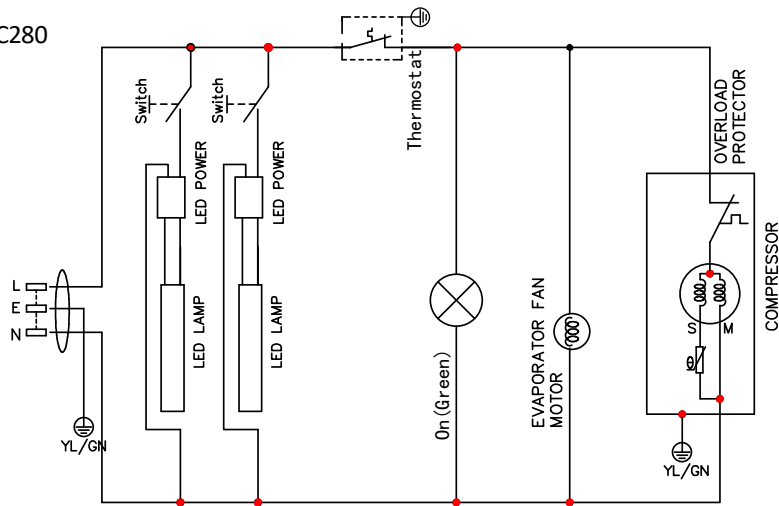 C280
Switch
Switch
Thermostat
OVERLOAD
PROTECTOR
LED POWER
LED POWER
COMPRESSOR
L
E
N
LED LAMP
LED LAMP
On(Green)
EVAPORATOR FAN
MOTOR
S
M
θ
YL/GN
YL/GN